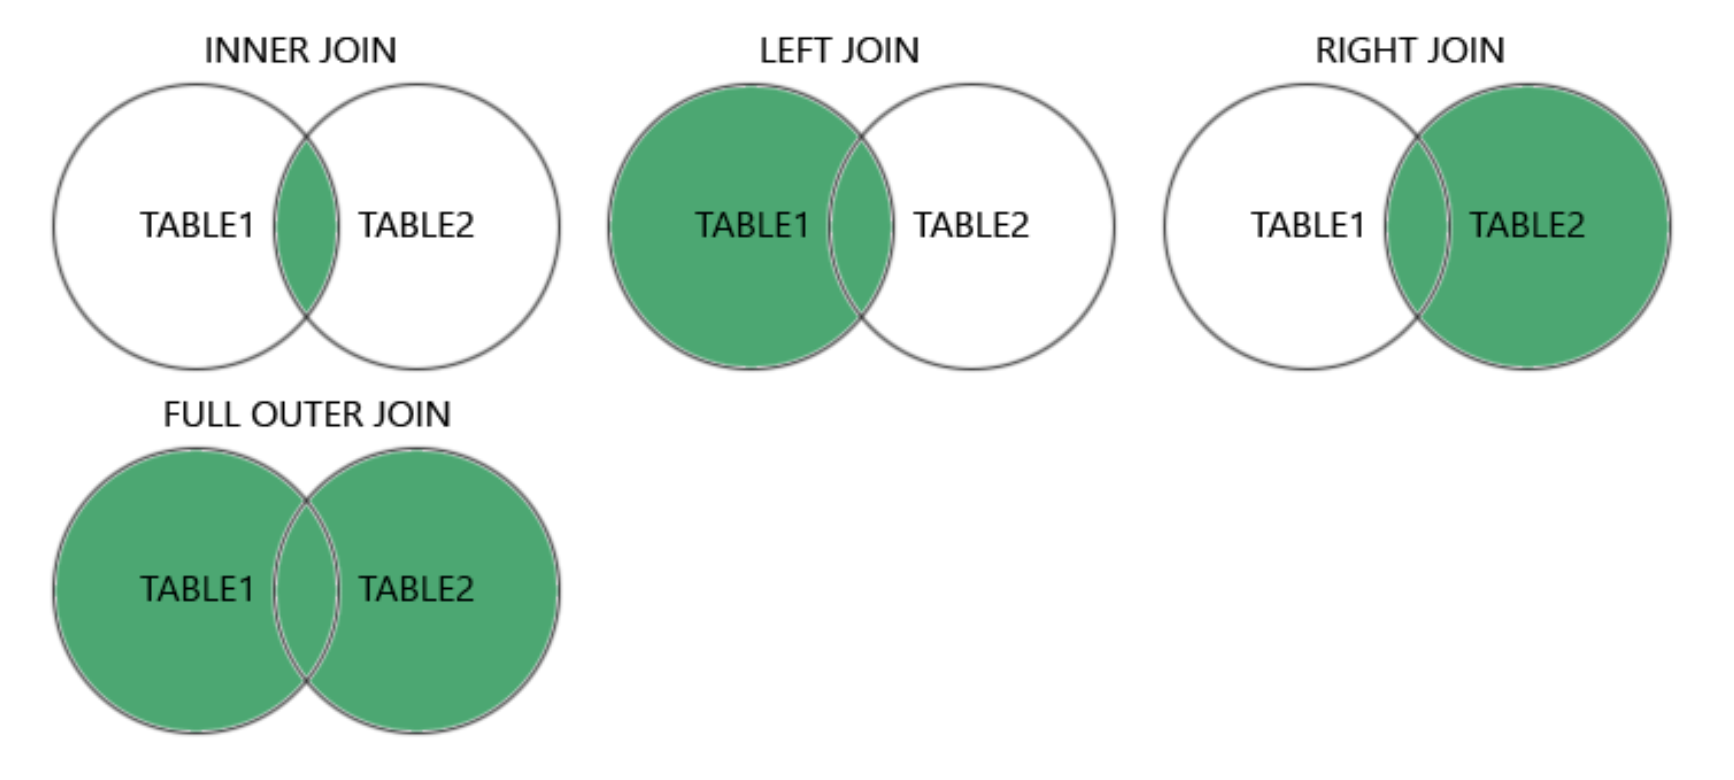 INNER JOIN
TABLE1 TABLE2
LEFT JOIN
TABLE1 TABLE2
RIGHT JOIN
TABLE1 TABLE2
FULL OUTER JOIN
TABLE1 TABLE2